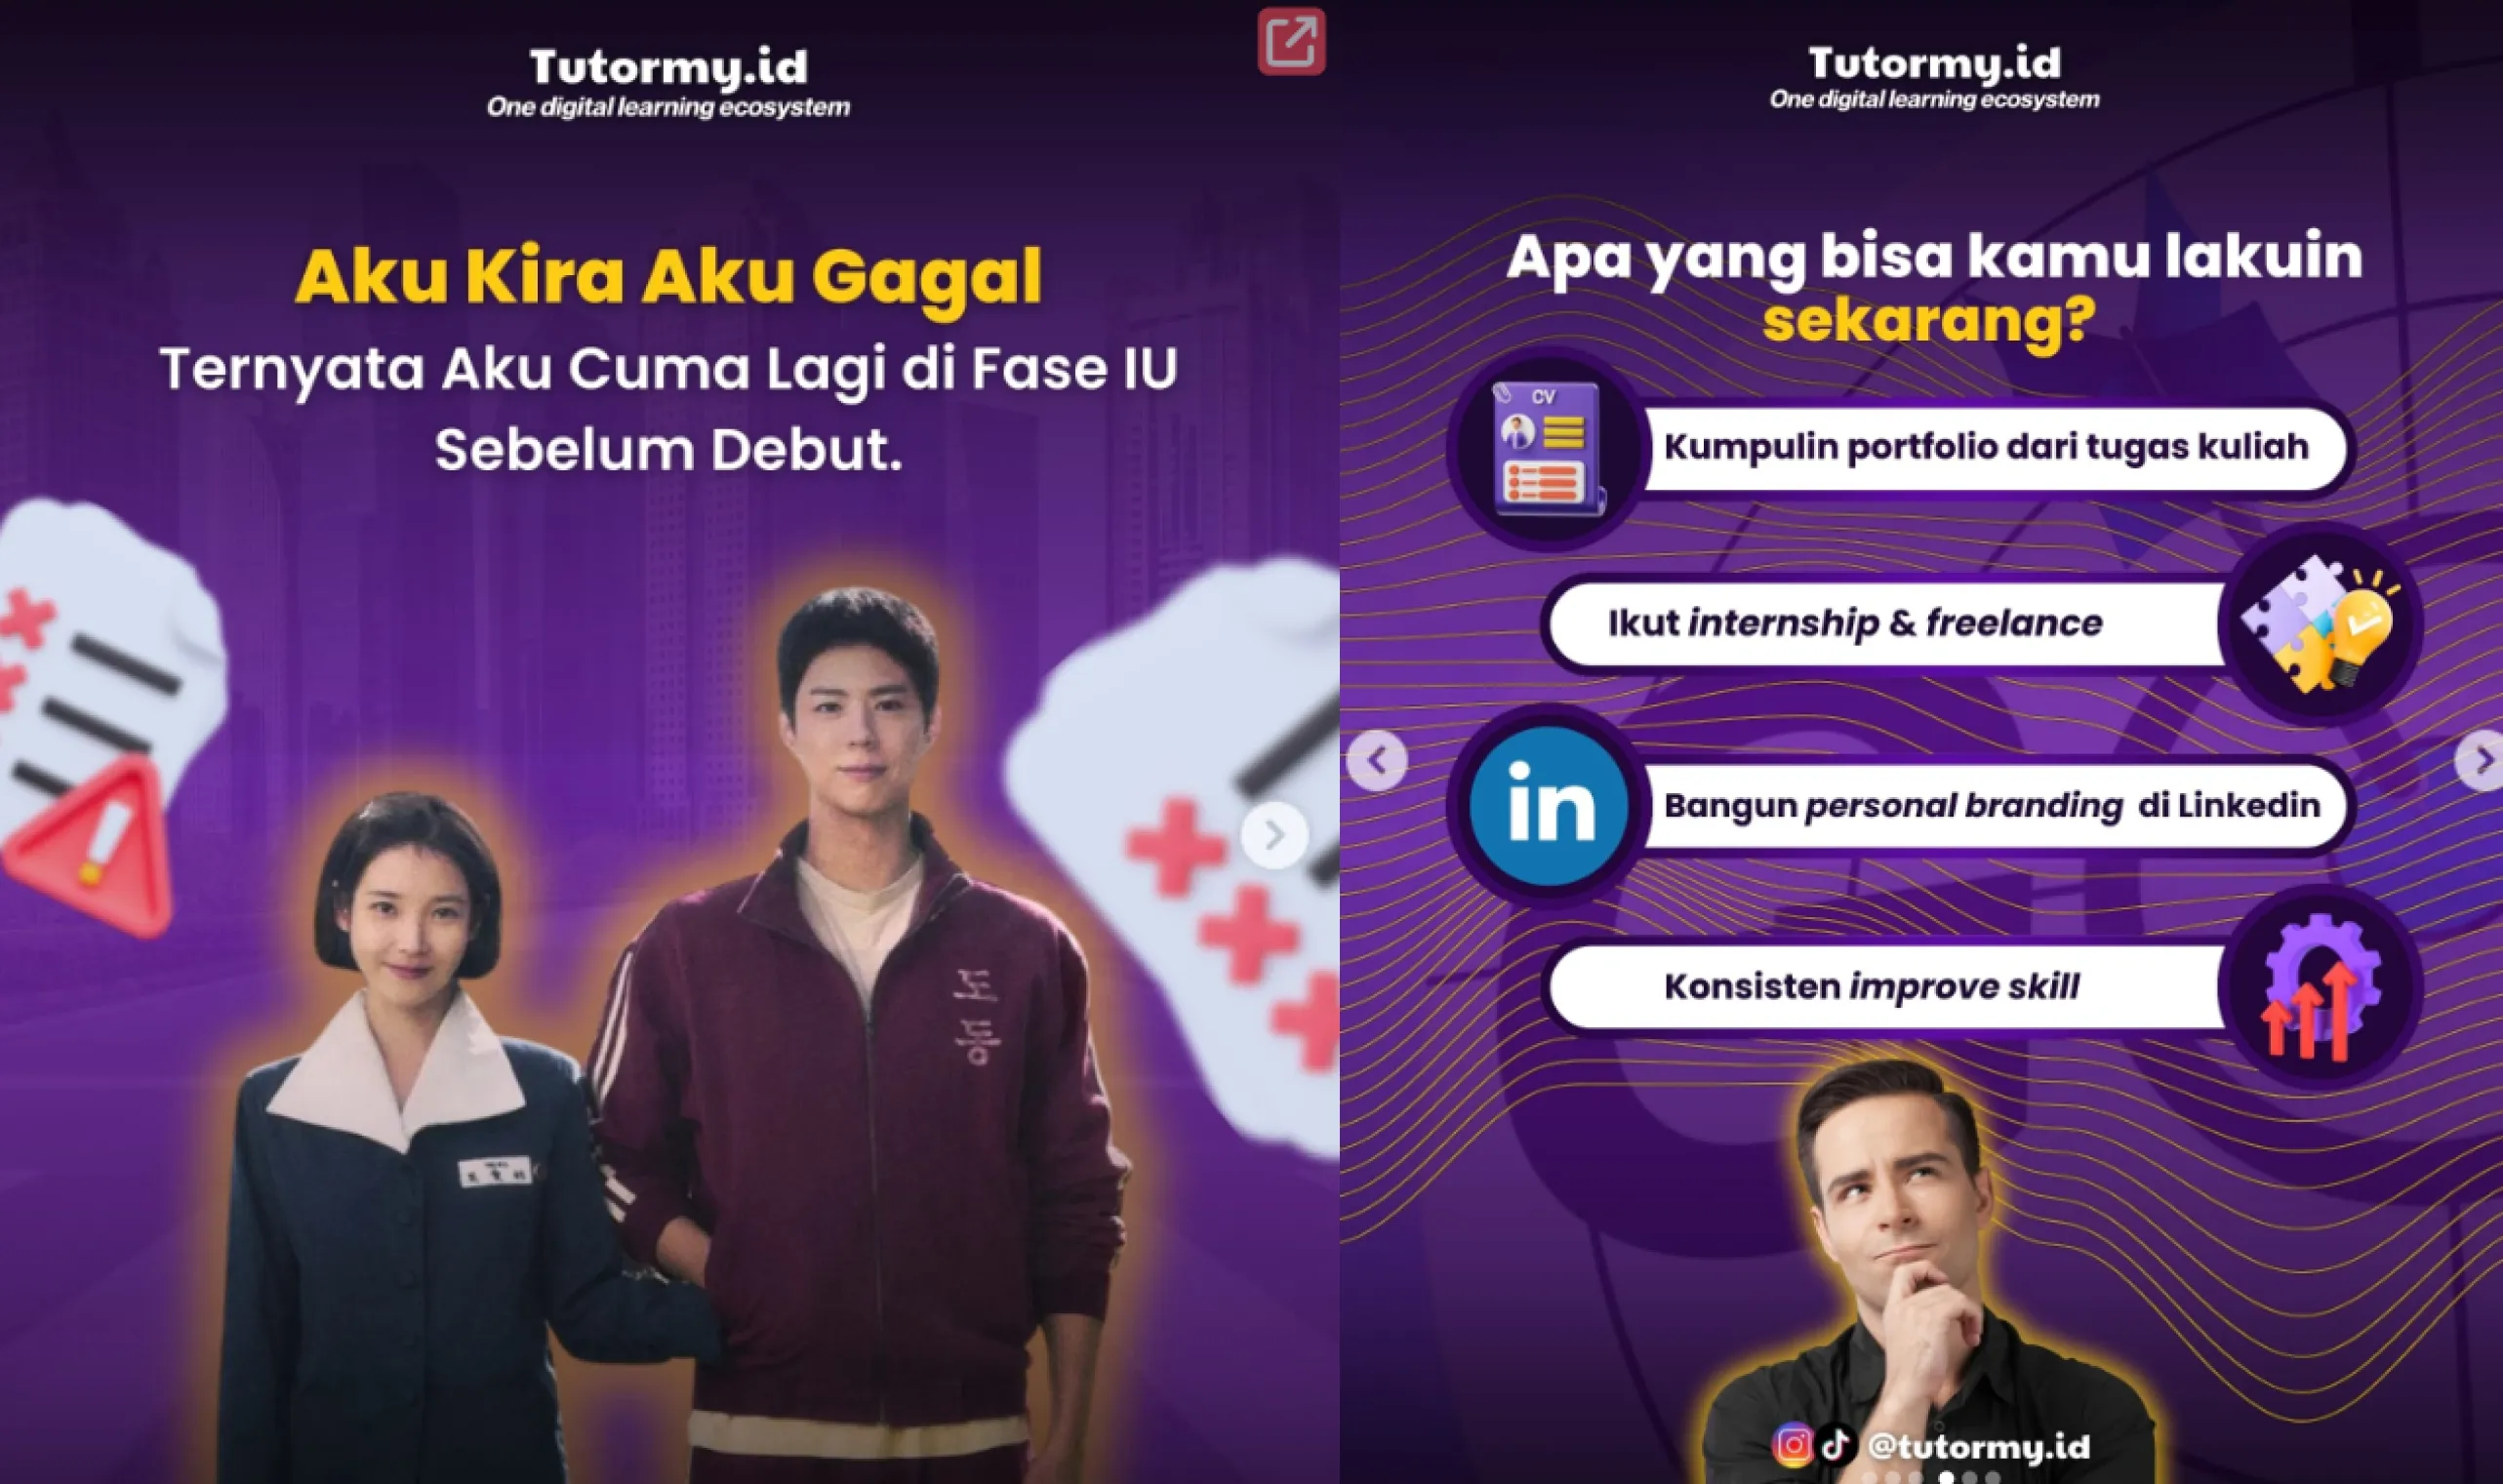 Tutormy.id
One digital learning ecosystem
Aku Kira Aku Gagal
Ternyata Aku Cuma Lagi di Fase IU
Sebelum Debut.
도
동
Tutormy.id
One digital learning ecosystem
Apa yang bisa kamu lakuin
sekarang?
CV
Kumpulin portfolio dari tugas kuliah
Ikut internship & freelance
in
Bangun personal branding di Linkedin
Konsisten improve skill
@tutormy.id